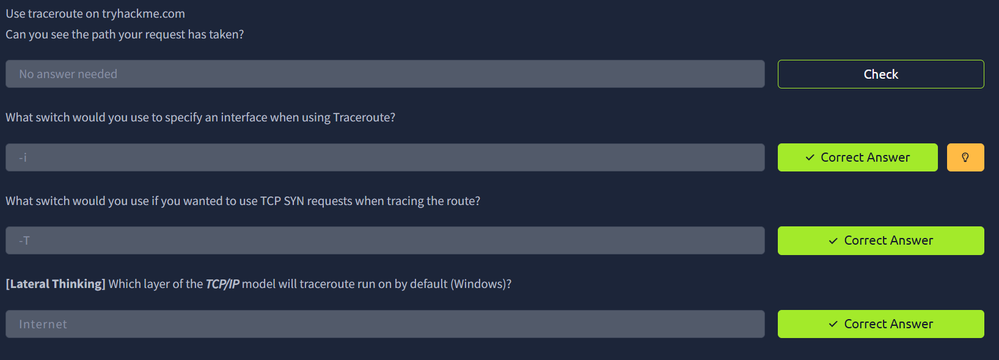 Use traceroute on tryhackme.com
Can you see the path your request has taken?
No answer needed
Check
What switch would you use to specify an interface when using Traceroute?
-i
Correct Answer
What switch would you use if you wanted to use TCP SYN requests when tracing the route?
-T
Correct Answer
[Lateral Thinking] Which layer of the TCP/IP model will traceroute run on by default (Windows)?
Internet
Correct Answer